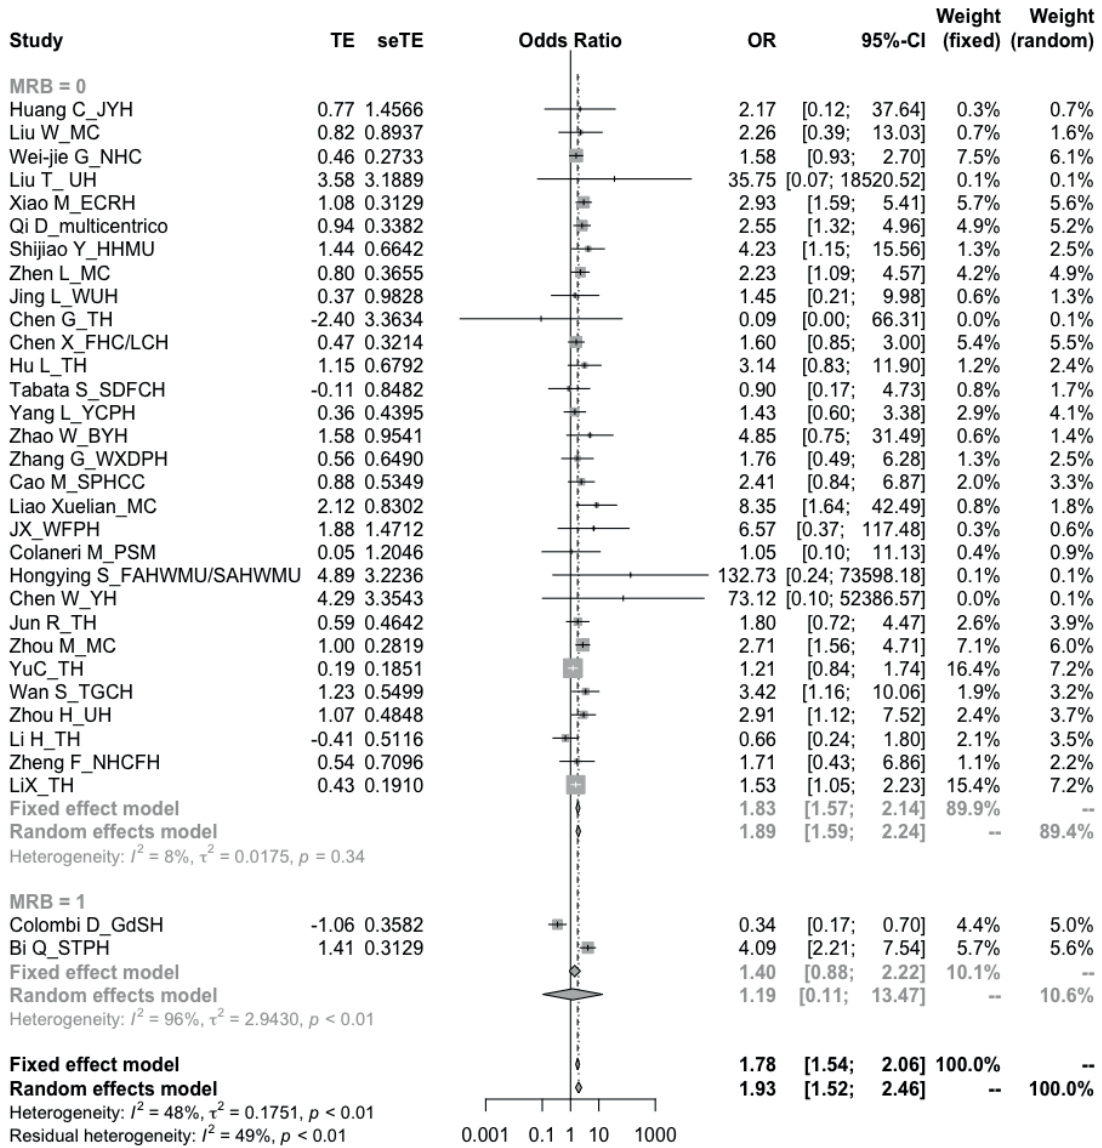 Weight Weight
Study TE seTE Odds Ratio OR 95%-CI (fixed) (random)
MRB = 0
Huang C_JYH 0.77 1.4566 2.17 [0.12; 37.64] 0.3% 0.7%
Liu W_MC 0.82 0.8937 2.26 [0.39; 13.03] 0.7% 1.6%
Wei-jie G_NHC 0.46 0.2733 1.58 [0.93; 2.70] 7.5% 6.1%
Liu T_ UH 3.58 3.1889 35.75 [0.07; 18520.52] 0.1% 0.1%
Xiao M_ECRH 1.08 0.3129 2.93 [1.59; 5.41] 5.7% 5.6%
Qi D_multicentrico 0.94 0.3382 2.55 [1.32; 4.96] 4.9% 5.2%
Shijiao Y_HHMU 1.44 0.6642 4.23 [1.15; 15.56] 1.3% 2.5%
Zhen L_MC 0.80 0.3655 2.23 [1.09; 4.57] 4.2% 4.9%
Jing L_WUH 0.37 0.9828 1.45 [0.21; 9.98] 0.6% 1.3%
Chen G_TH -2.40 3.3634 0.09 [0.00; 66.31] 0.0% 0.1%
Chen X_FHC/LCH 0.47 0.3214 1.60 [0.85; 3.00] 5.4% 5.5%
Hu L_TH 1.15 0.6792 3.14 [0.83; 11.90] 1.2% 2.4%
Tabata S_SDFCH -0.11 0.8482 0.90 [0.17; 4.73] 0.8% 1.7%
Yang L_YCPH 0.36 0.4395 1.43 [0.60; 3.38] 2.9% 4.1%
Zhao W_BYH 1.58 0.9541 4.85 [0.75; 31.49] 0.6% 1.4%
Zhang G_WXDPH 0.56 0.6490 1.76 [0.49; 6.28] 1.3% 2.5%
Cao M_SPHCC 0.88 0.5349 2.41 [0.84; 6.87] 2.0% 3.3%
Liao Xuelian_MC 2.12 0.8302 8.35 [1.64; 42.49] 0.8% 1.8%
JX_WFPH 1.88 1.4712 6.57 [0.37; 117.48] 0.3% 0.6%
Colaneri M_PSM 0.05 1.2046 1.05 [0.10; 11.13] 0.4% 0.9%
Hongying S_FAHWMU/SAHWMU 4.89 3.2236 132.73 [0.24; 73598.18] 0.1% 0.1%
Chen W_YH 4.29 3.3543 73.12 [0.10; 52386.57] 0.0% 0.1%
Jun R_TH 0.59 0.4642 1.80 [0.72; 4.47] 2.6% 3.9%
Zhou M_MC 1.00 0.2819 2.71 [1.56; 4.71] 7.1% 6.0%
YuC_TH 0.19 0.1851 1.21 [0.84; 1.74] 16.4% 7.2%
Wan S_TGCH 1.23 0.5499 3.42 [1.16; 10.06] 1.9% 3.2%
Zhou H_UH 1.07 0.4848 2.91 [1.12; 7.52] 2.4% 3.7%
Li H_TH -0.41 0.5116 0.66 [0.24; 1.80] 2.1% 3.5%
Zheng F_NHCFH 0.54 0.7096 1.71 [0.43; 6.86] 1.1% 2.2%
LiX_TH 0.43 0.1910 1.53 [1.05; 2.23] 15.4% 7.2%
Fixed effect model 1.83 [1.57; 2.14] 89.9% --
Random effects model 1.89 [1.59; 2.24] -- 89.4%
Heterogeneity: I² = 8%, τ² = 0.0175, p = 0.34
MRB = 1
Colombi D_GdSH -1.06 0.3582 0.34 [0.17; 0.70] 4.4% 5.0%
Bi Q_STPH 1.41 0.3129 4.09 [2.21; 7.54] 5.7% 5.6%
Fixed effect model 1.40 [0.88; 2.22] 10.1% --
Random effects model 1.19 [0.11; 13.47] -- 10.6%
Heterogeneity: I² = 96%, τ² = 2.9430, p < 0.01
Fixed effect model 1.78 [1.54; 2.06] 100.0% --
Random effects model 1.93 [1.52; 2.46] -- 100.0%
Heterogeneity: I² = 48%, τ² = 0.1751, p < 0.01
Residual heterogeneity: I² = 49%, p < 0.01 0.001 0.1 1 10 1000